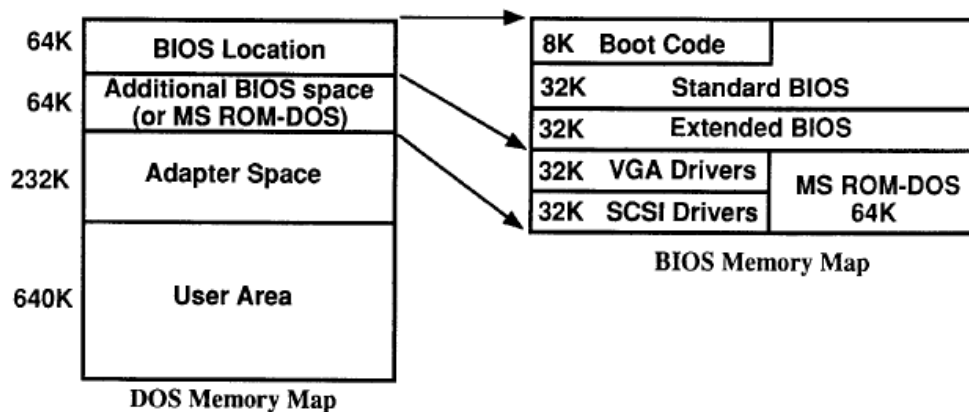 64K
BIOS Location
64K
Additional BIOS space
(or MS ROM-DOS)
232K
Adapter Space
640K
User Area
DOS Memory Map
8K Boot Code
32K Standard BIOS
32K Extended BIOS
32K VGA Drivers
32K SCSI Drivers
MS ROM-DOS
64K
BIOS Memory Map